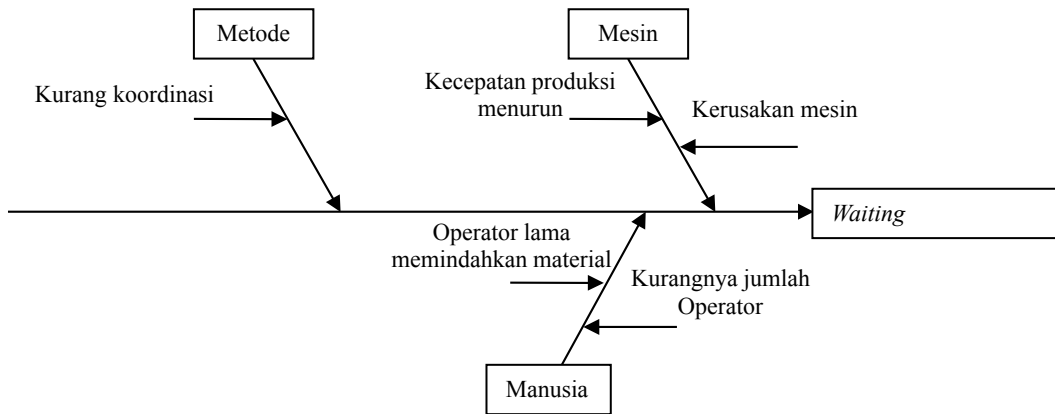 Metode
Mesin
Kurang koordinasi
Kecepatan produksi
menurun
Kerusakan mesin
Waiting
Operator lama
memindahkan material
Kurangnya jumlah
Operator
Manusia